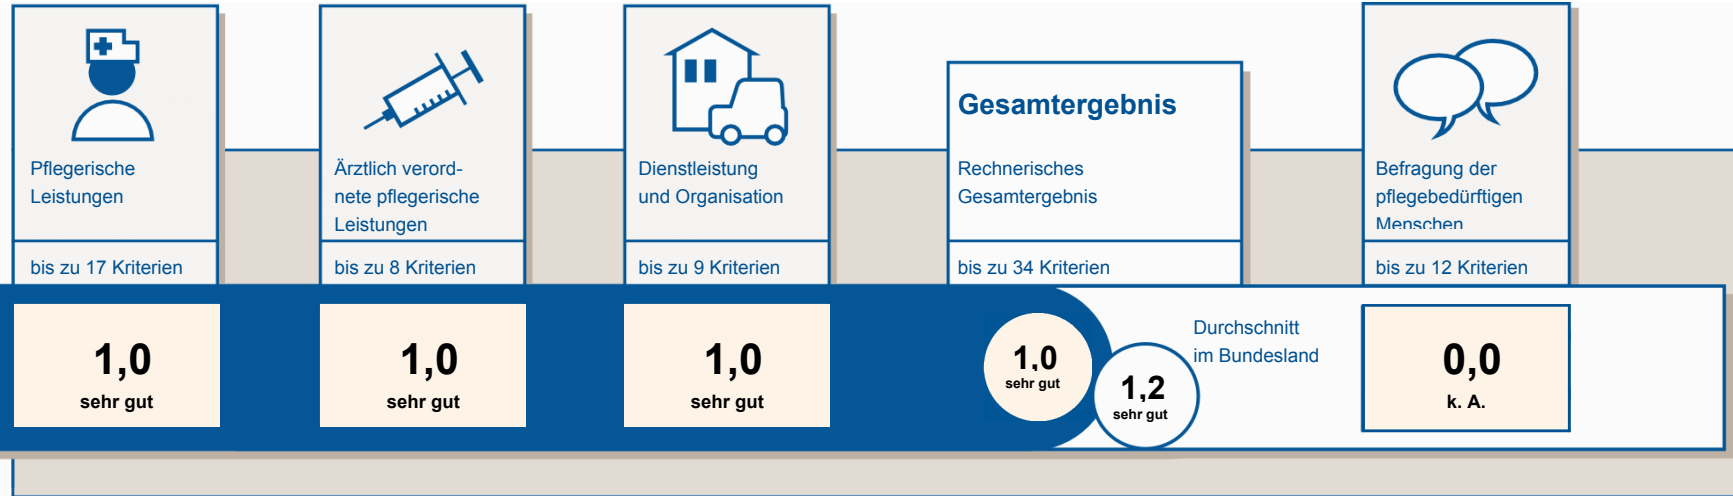 Pflegerische
Leistungen
bis zu 17 Kriterien
1,0
sehr gut
Ärztlich verord-
nete pflegerische
Leistungen
bis zu 8 Kriterien
1,0
sehr gut
Dienstleistung
und Organisation
bis zu 9 Kriterien
1,0
sehr gut
Gesamtergebnis
Rechnerisches
Gesamtergebnis
bis zu 34 Kriterien
1,0
sehr gut
Durchschnitt
im Bundesland
1,2
sehr gut
Befragung der
pflegebedürftigen
Menschen
bis zu 12 Kriterien
0,0
k. A.